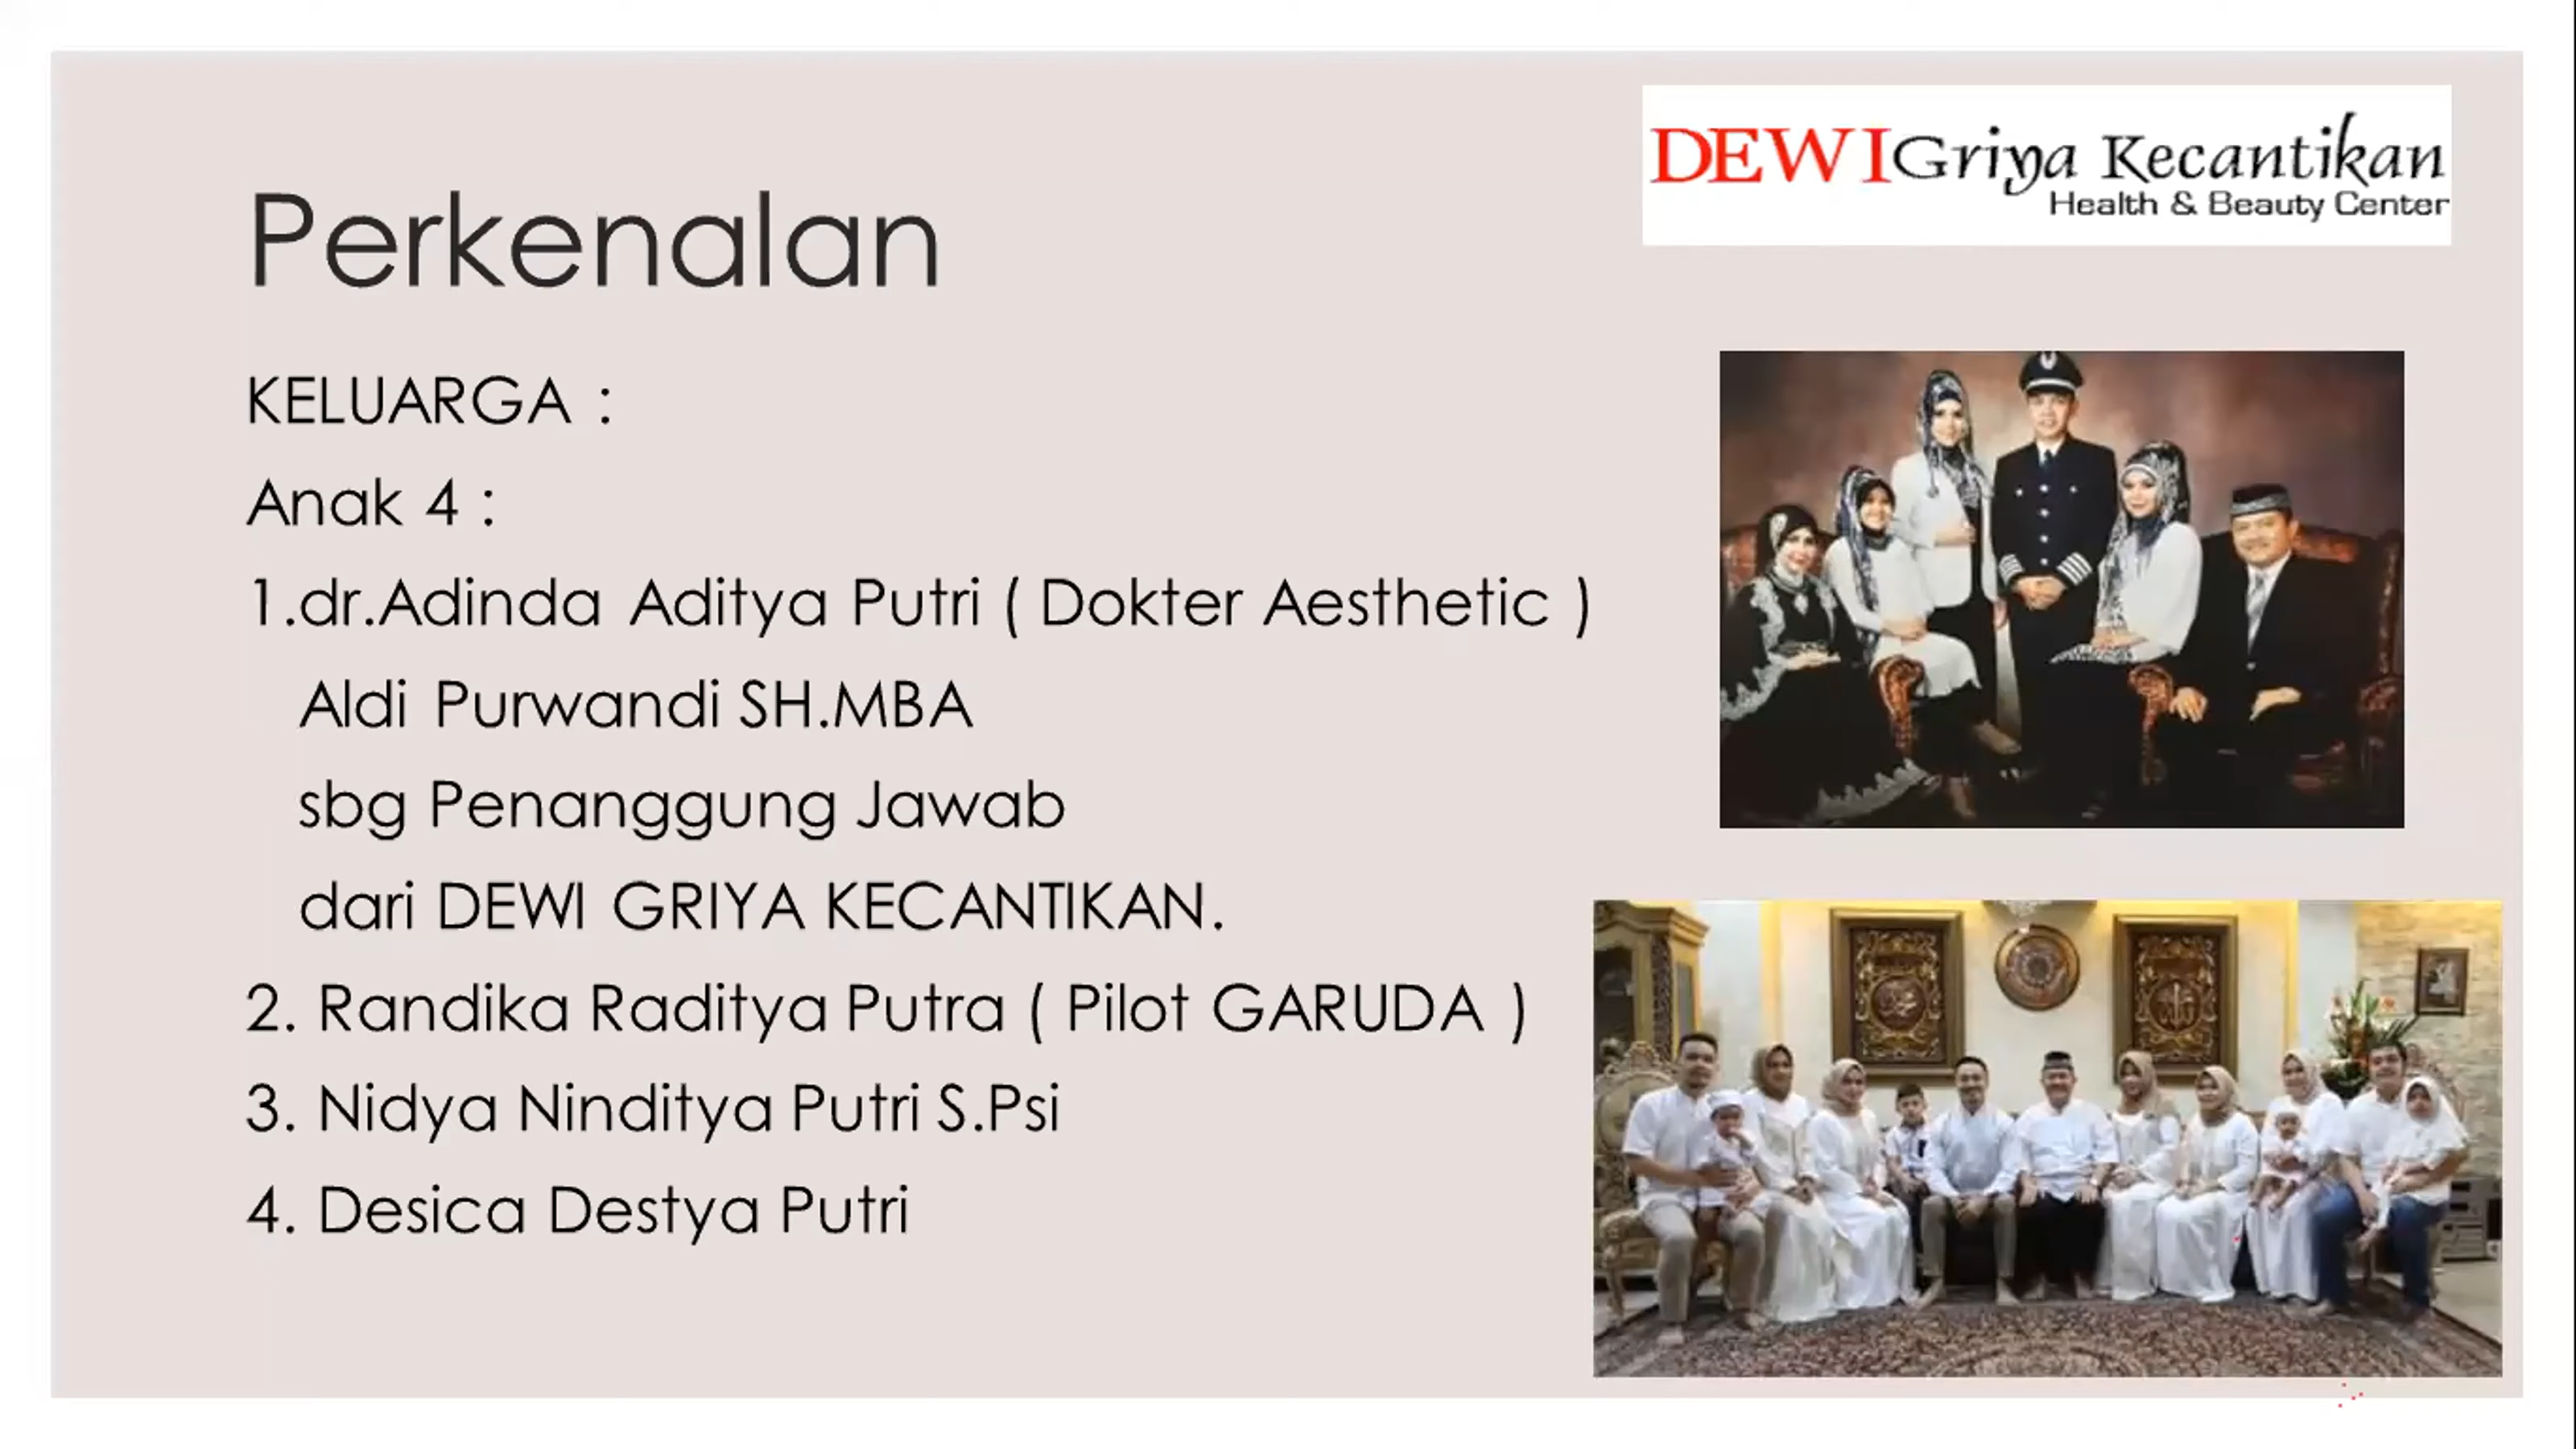 DEWI Griya Kecantikan
Health & Beauty Center
Perkenalan
KELUARGA :
Anak 4 :
1.dr.Adinda Aditya Putri ( Dokter Aesthetic )
Aldi Purwandi SH.MBA
sbg Penanggung Jawab
dari DEWI GRIYA KECANTIKAN.
2. Randika Raditya Putra ( Pilot GARUDA )
3. Nidya Ninditya Putri S.Psi
4. Desica Destya Putri